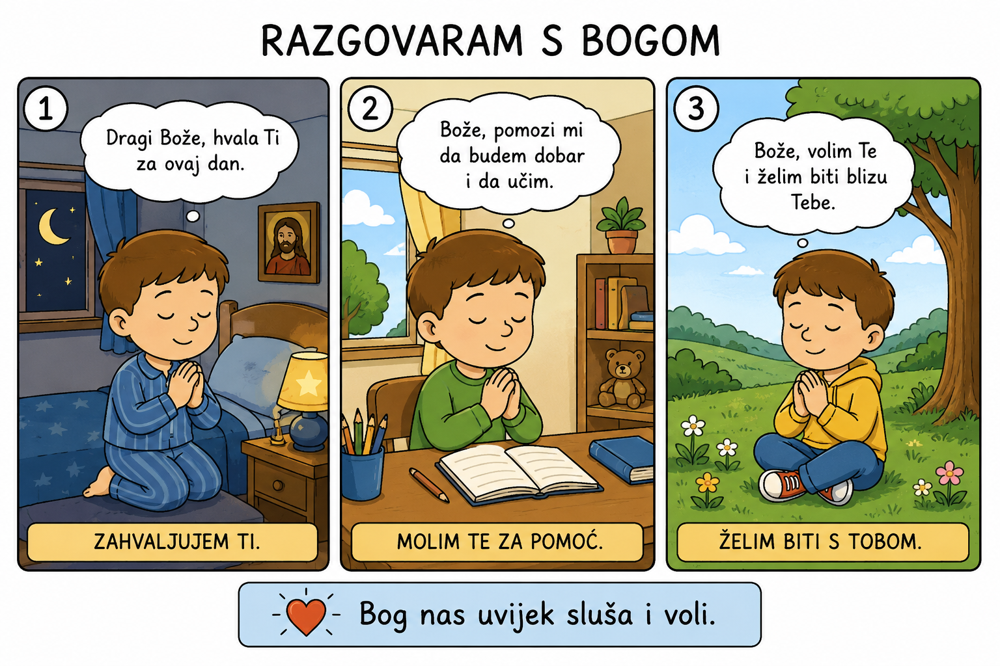 RAZGOVARAM S BOGOM
1
Dragi Bože, hvala Ti
za ovaj dan.
ZAHVALJUJEM TI.
2
Bože, pomozi mi
da budem dobar
i da učim.
MOLIM TE ZA POMOĆ.
3
Bože, volim Te
i želim biti blizu
Tebe.
ŽELIM BITI S TOBOM.
Bog nas uvijek sluša i voli.